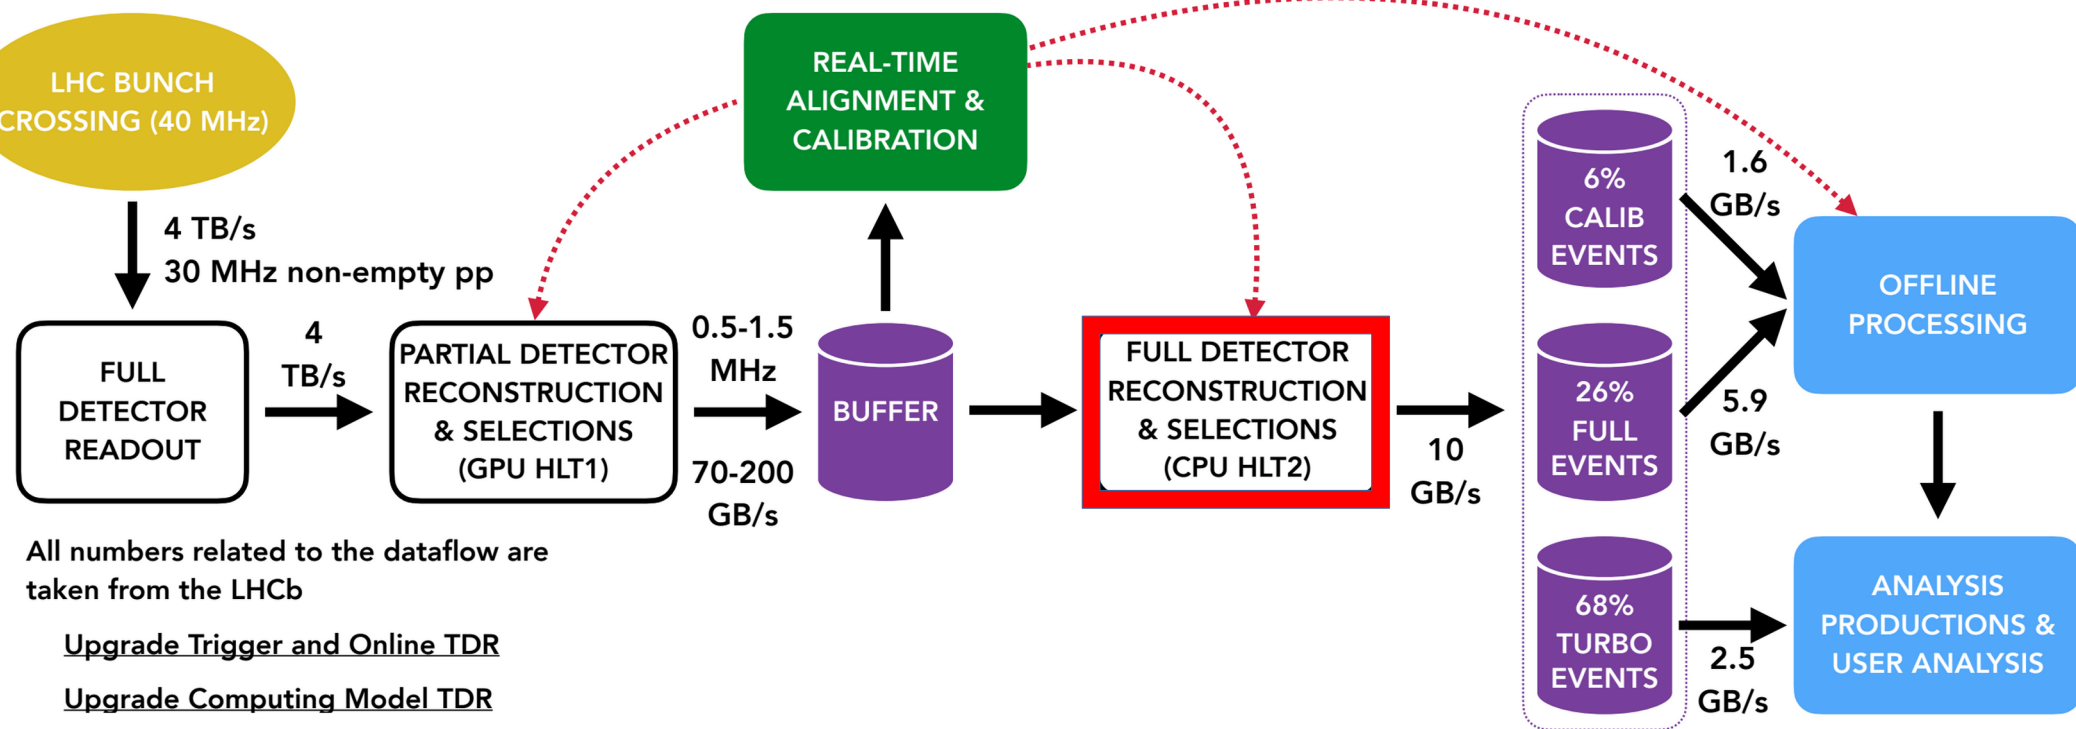 LHC BUNCH
CROSSING (40 MHz)
4 TB/s
30 MHz non-empty pp
FULL
DETECTOR
READOUT
4
TB/s
PARTIAL DETECTOR
RECONSTRUCTION
& SELECTIONS
(GPU HLT1)
0.5-1.5
MHz
70-200
GB/s
BUFFER
REAL-TIME
ALIGNMENT &
CALIBRATION
FULL DETECTOR
RECONSTRUCTION
& SELECTIONS
(CPU HLT2)
10
GB/s
6%
CALIB
EVENTS
1.6
GB/s
26%
FULL
EVENTS
5.9
GB/s
68%
TURBO
EVENTS
2.5
GB/s
OFFLINE
PROCESSING
ANALYSIS
PRODUCTIONS &
USER ANALYSIS
All numbers related to the dataflow are
taken from the LHCb
Upgrade Trigger and Online TDR
Upgrade Computing Model TDR